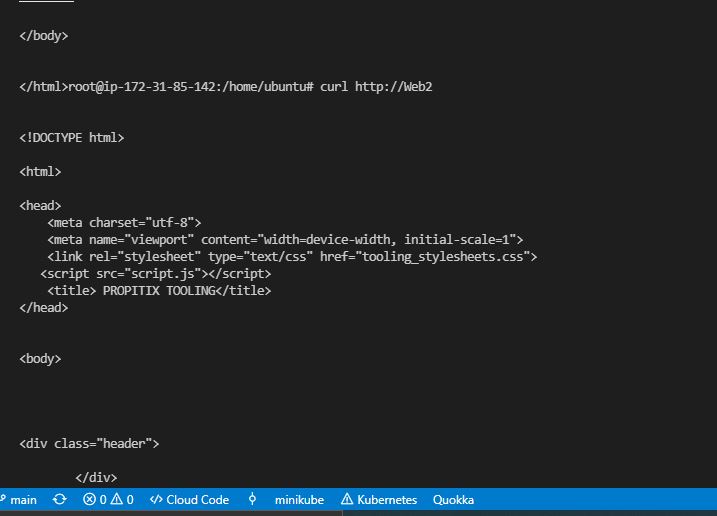 </body>
</html>root@ip-172-31-85-142:/home/ubuntu# curl http://Web2
<!DOCTYPE html>
<html>
<head>
    <meta charset="utf-8">
    <meta name="viewport" content="width=device-width, initial-scale=1">
    <link rel="stylesheet" type="text/css" href="tooling_stylesheets.css">
   <script src="script.js"></script>
    <title> PROPITIX TOOLING</title>
</head>
<body>
<div class="header">
        </div>
main 0 0 Cloud Code minikube Kubernetes Quokka